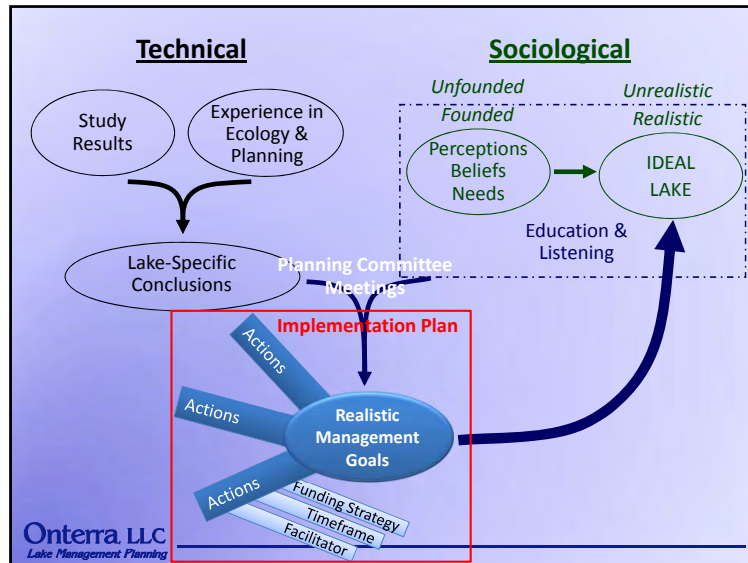 Technical
Sociological
Study
Results
Experience in
Ecology &
Planning
Unfounded
Founded
Perceptions
Beliefs
Needs
Unrealistic
Realistic
IDEAL
LAKE
Education &
Listening
Lake-Specific
Conclusions
Planning Committee
Meetings
Implementation Plan
Actions
Actions
Actions
Realistic
Management
Goals
Funding Strategy
Timeframe
Facilitator
Onterra, LLC
Lake Management Planning